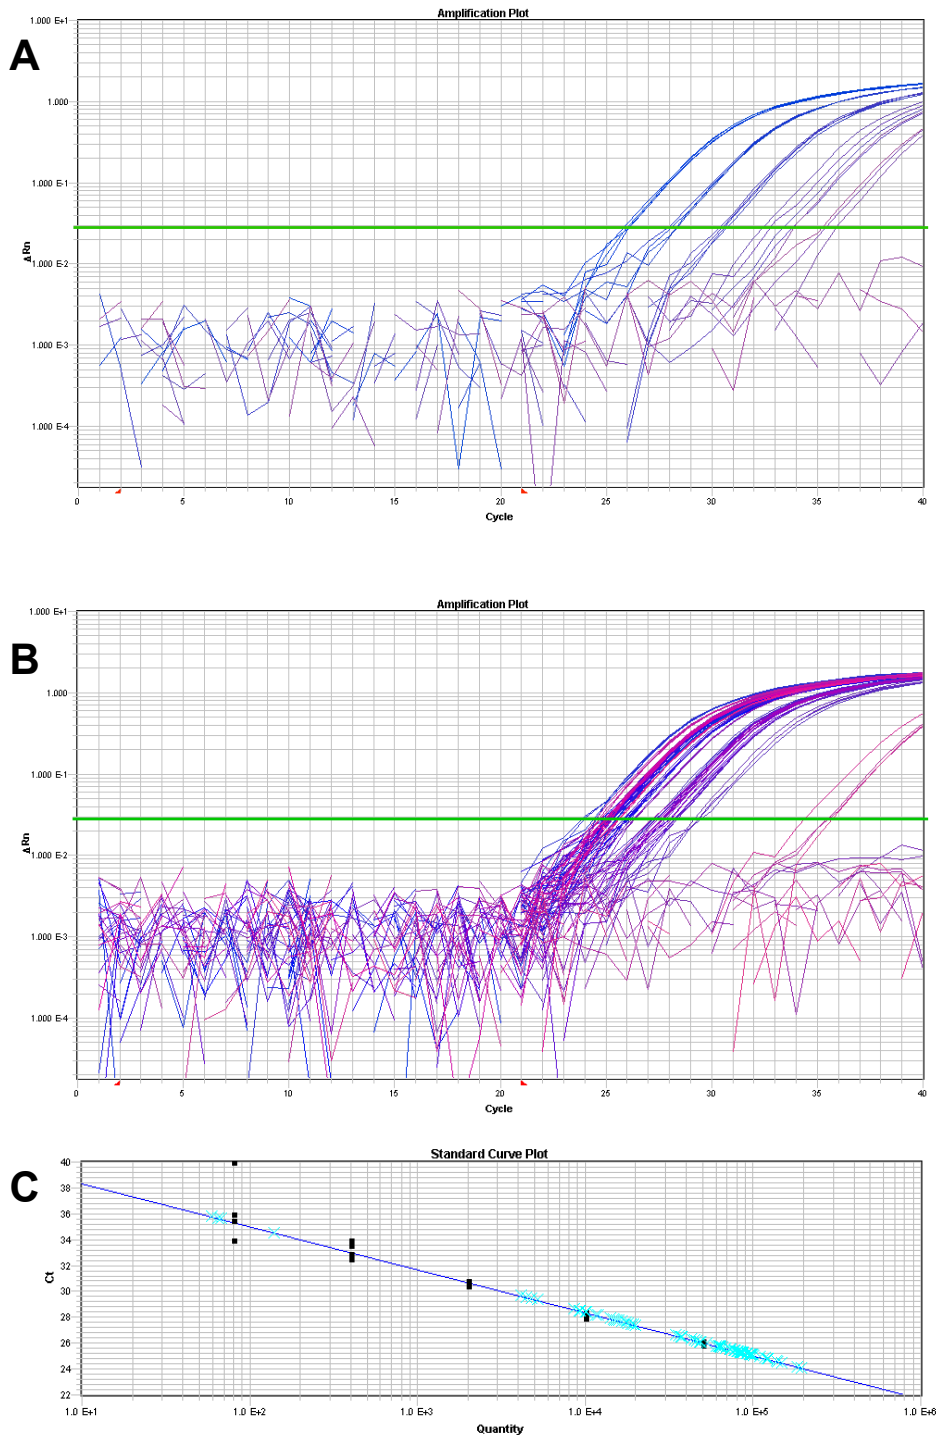 Amplification Plot
A
1.000 E+1
1.000
1.000 E-1
1.000 E-2
1.000 E-3
1.000 E-4
ΔRn
0 5 10 15 20 25 30 35 40
Cycle
Amplification Plot
B
1.000 E+1
1.000
1.000 E-1
1.000 E-2
1.000 E-3
1.000 E-4
ΔRn
0 5 10 15 20 25 30 35 40
Cycle
Standard Curve Plot
C
40
38
36
34
32
30
28
26
24
22
Ct
1.0 E+1 1.0 E+2 1.0 E+3 1.0 E+4 1.0 E+5 1.0 E+6
Quantity